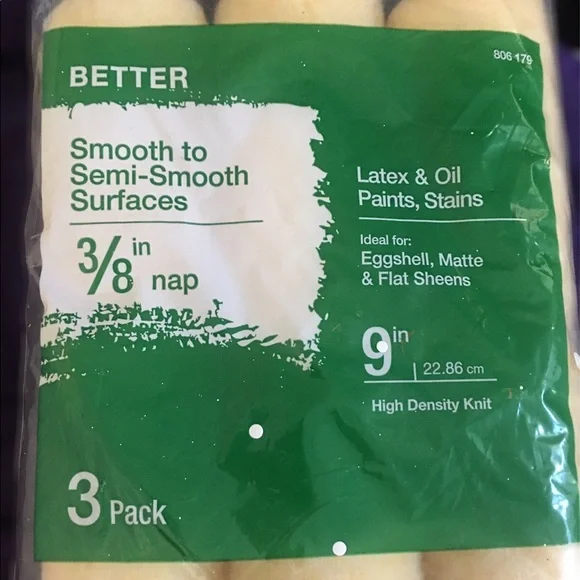 806 179
BETTER
Smooth to
Semi-Smooth
Surfaces
3/8 in
nap
Latex & Oil
Paints, Stains
Ideal for:
Eggshell, Matte
& Flat Sheens
9 in | 22.86 cm
High Density Knit
3 Pack